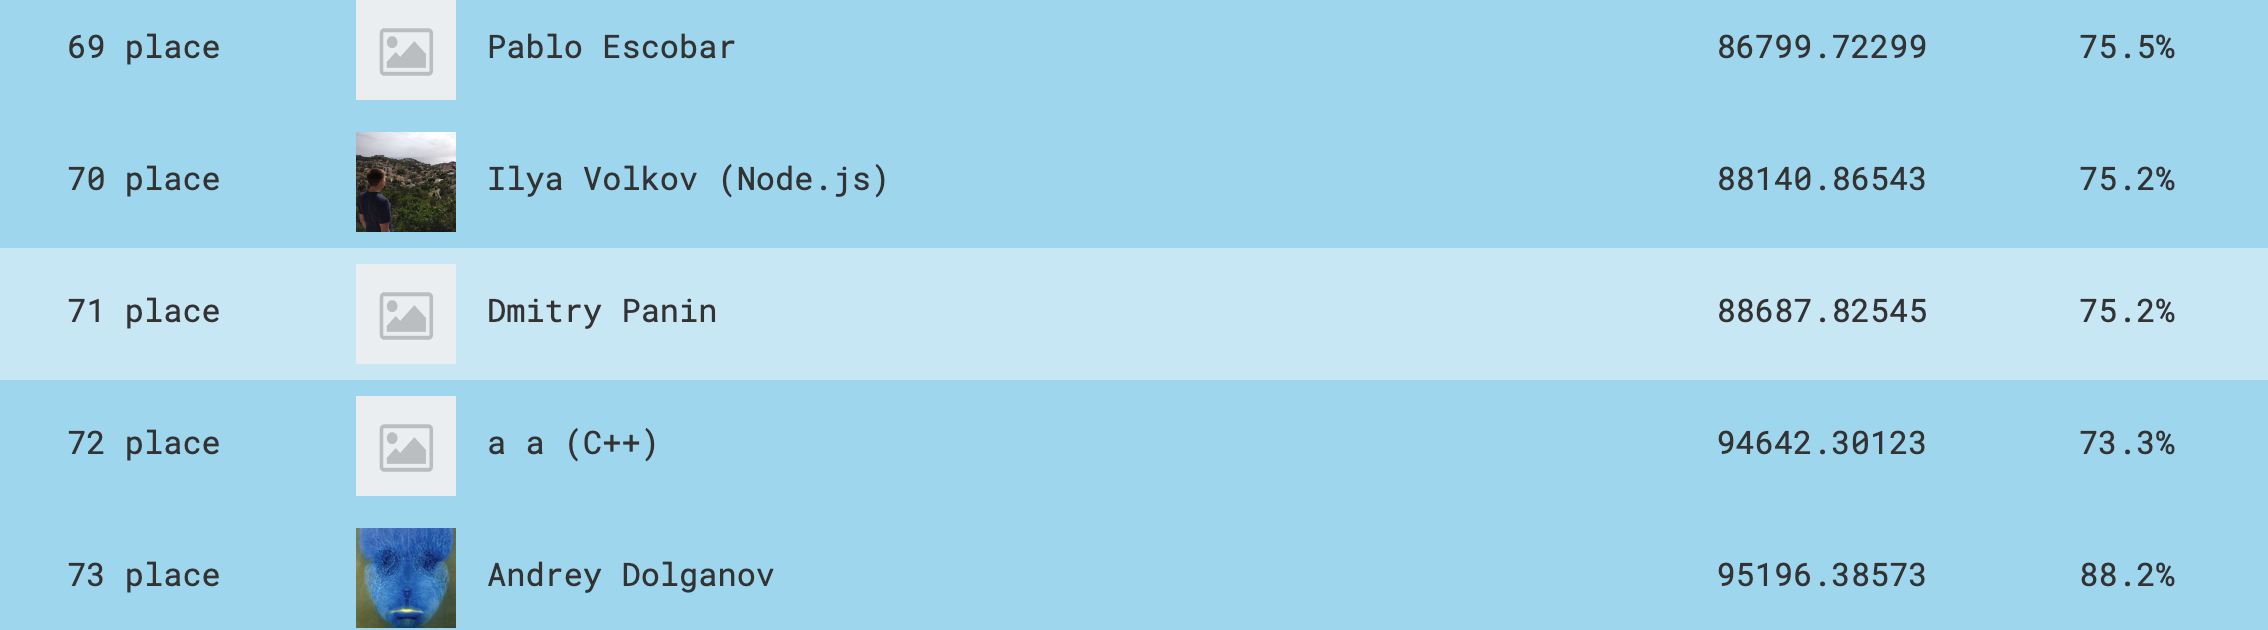 69 place Pablo Escobar 86799.72299 75.5%
70 place Ilya Volkov (Node.js) 88140.86543 75.2%
71 place Dmitry Panin 88687.82545 75.2%
72 place a a (C++) 94642.30123 73.3%
73 place Andrey Dolganov 95196.38573 88.2%